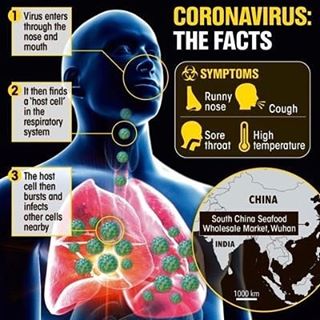 CORONAVIRUS:
THE FACTS
1 Virus enters
through the
nose and
mouth
2 It then finds
a 'host cell' in
the respiratory
system
3 The host
cell then
bursts and
infects
other cells
nearby
SYMPTOMS
Runny
nose
Cough
Sore
throat
High
temperature
CHINA
South China Seafood
Wholesale Market, Wuhan
INDIA
1000 km